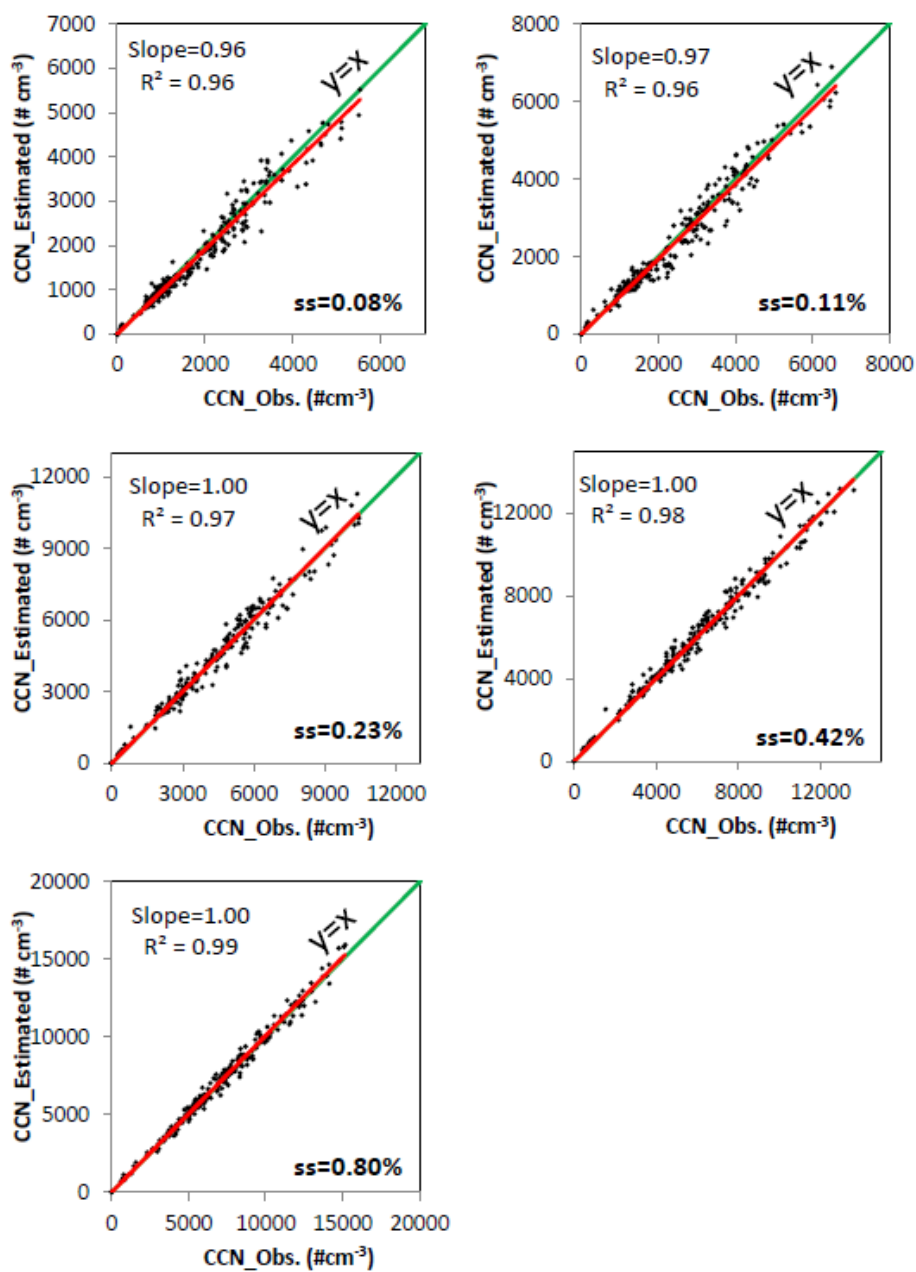 7000
6000
5000
4000
3000
2000
1000
0
CCN_Estimated (# cm⁻³)
Slope=0.96
R² = 0.96
y=x
ss=0.08%
0 2000 4000 6000
CCN_Obs. (#cm⁻³)
8000
6000
4000
2000
0
CCN_Estimated (# cm⁻³)
Slope=0.97
R² = 0.96
y=x
ss=0.11%
0 2000 4000 6000 8000
CCN_Obs. (#cm⁻³)
12000
9000
6000
3000
0
CCN_Estimated (# cm⁻³)
Slope=1.00
R² = 0.97
y=x
ss=0.23%
0 3000 6000 9000 12000
CCN_Obs. (#cm⁻³)
12000
8000
4000
0
CCN_Estimated (# cm⁻³)
Slope=1.00
R² = 0.98
y=x
ss=0.42%
0 4000 8000 12000
CCN_Obs. (#cm⁻³)
20000
15000
10000
5000
0
CCN_Estimated (# cm⁻³)
Slope=1.00
R² = 0.99
y=x
ss=0.80%
0 5000 10000 15000 20000
CCN_Obs. (#cm⁻³)